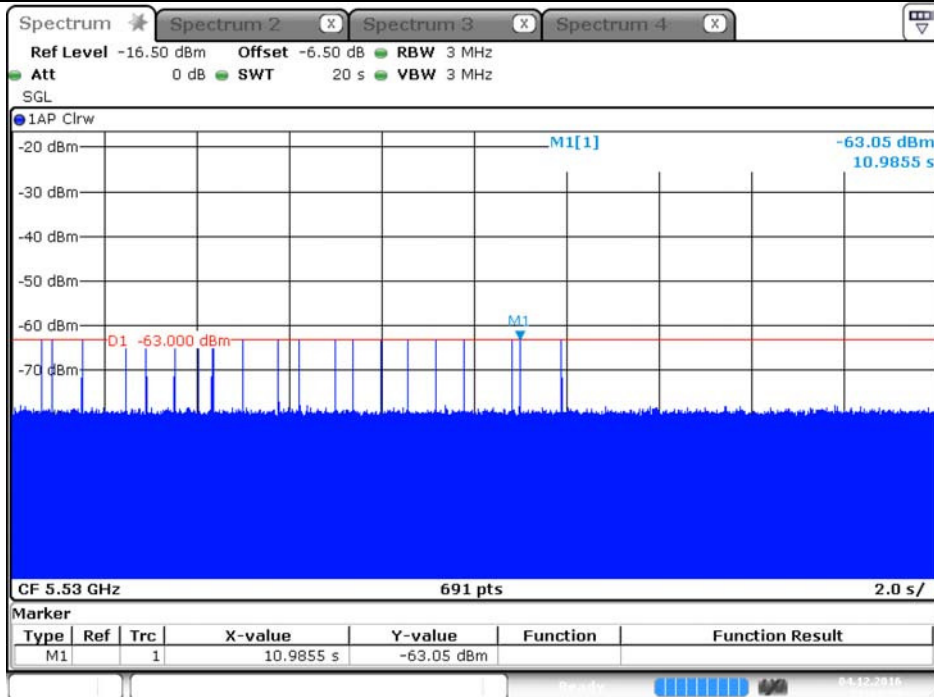 Spectrum Spectrum 2 X Spectrum 3 X Spectrum 4 X
Ref Level -16.50 dBm Offset -6.50 dB RBW 3 MHz
Att 0 dB SWT 20 s VBW 3 MHz
SGL
1AP Clrw
M1[1] -63.05 dBm
10.9855 s
-20 dBm
-30 dBm
-40 dBm
-50 dBm
-60 dBm
M1
D1 -63.000 dBm
-70 dBm
CF 5.53 GHz 691 pts 2.0 s/
Marker
Type Ref Trc X-value Y-value Function Function Result
M1 1 10.9855 s -63.05 dBm
Ready 04.12.2016